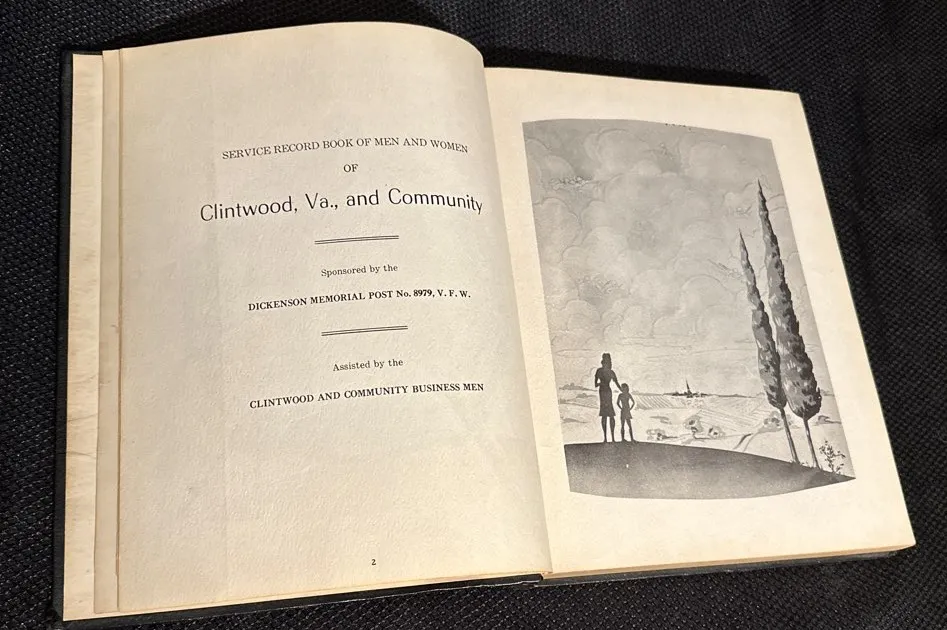 SERVICE RECORD BOOK OF MEN AND WOMEN
OF
Clintwood, Va., and Community
Sponsored by the
DICKENSON MEMORIAL POST No. 8979, V. F. W.
Assisted by the
CLINTWOOD AND COMMUNITY BUSINESS MEN
2